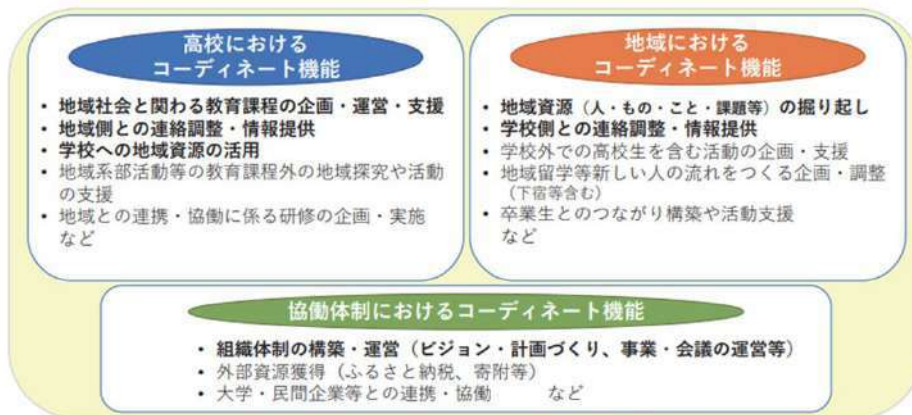 高校における
コーディネート機能
• 地域社会と関わる教育課程の企画・運営・支援
• 地域側との連絡調整・情報提供
• 学校への地域資源の活用
• 地域系部活動等の教育課程外の地域探究や活動
の支援
• 地域との連携・協働に係る研修の企画・実施
など
地域における
コーディネート機能
• 地域資源（人・もの・こと・課題等）の掘り起し
• 学校側との連絡調整・情報提供
• 学校外での高校生を含む活動の企画・支援
• 地域留学等新しい人の流れをつくる企画・調整
（下宿等含む）
• 卒業生とのつながり構築や活動支援
など
協働体制におけるコーディネート機能
• 組織体制の構築・運営（ビジョン・計画づくり、事業・会議の運営等）
• 外部資源獲得（ふるさと納税、寄附等）
• 大学・民間企業等との連携・協働　　など